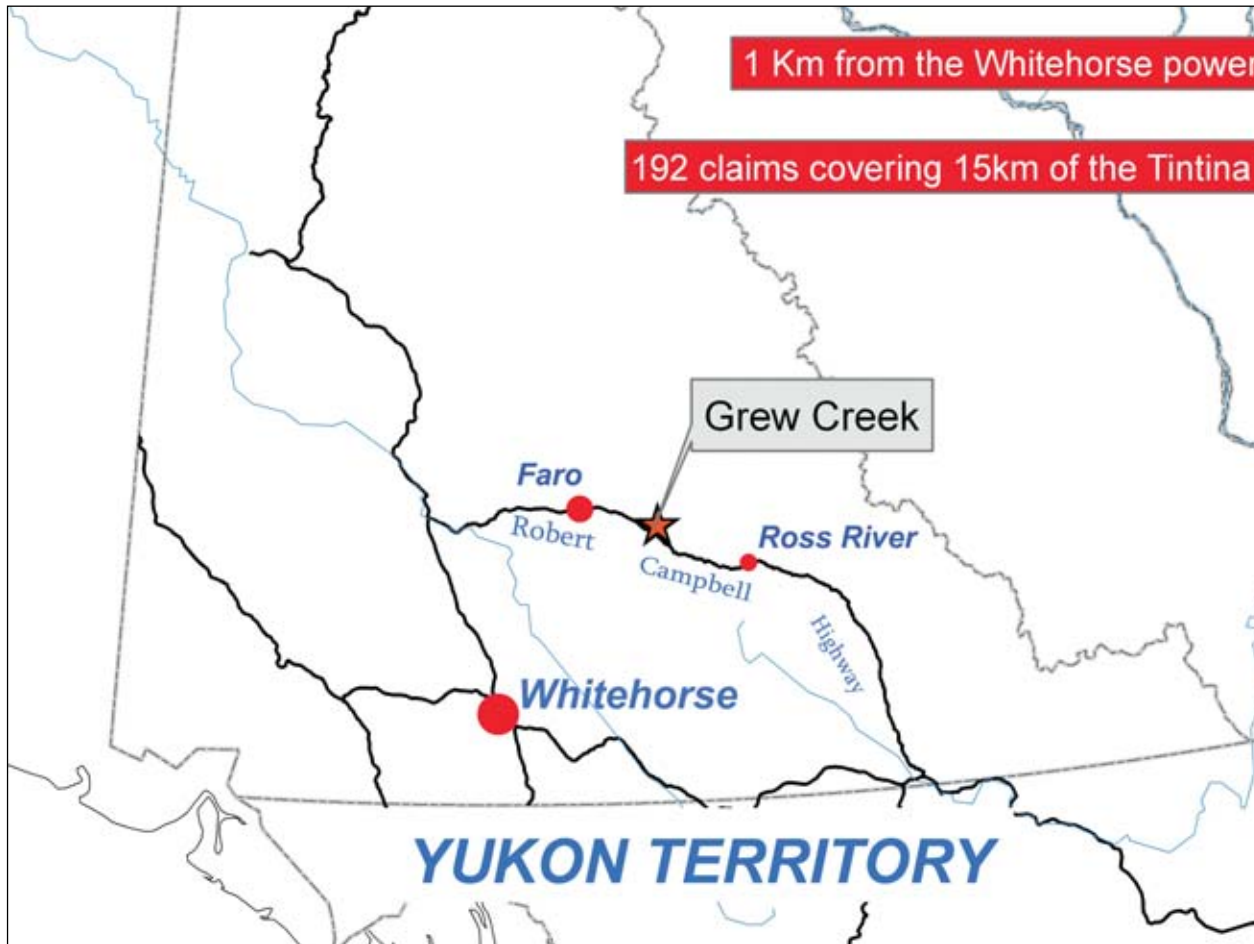 1 Km from the Whitehorse power
192 claims covering 15km of the Tintina
Grew Creek
Faro
Robert
Ross River
Campbell
Highway
Whitehorse
YUKON TERRITORY